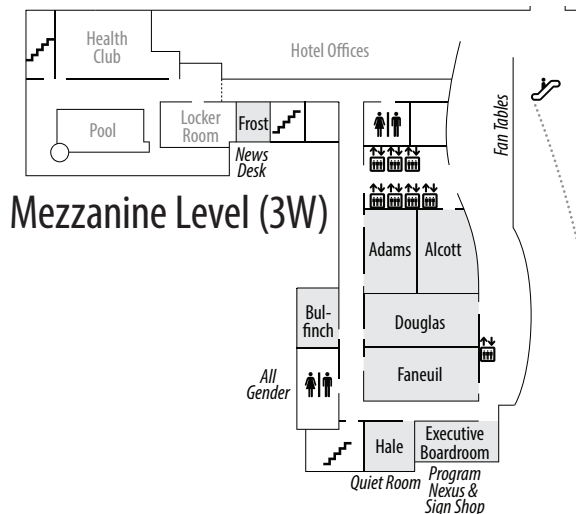 Health
Club
Hotel Offices
Pool
Locker
Room
Frost
News
Desk
Fan Tables
Mezzanine Level (3W)
Adams
Alcott
Bul-
finch
Douglas
All
Gender
Faneuil
Hale
Executive
Boardroom
Quiet Room
Program
Nexus &
Sign Shop